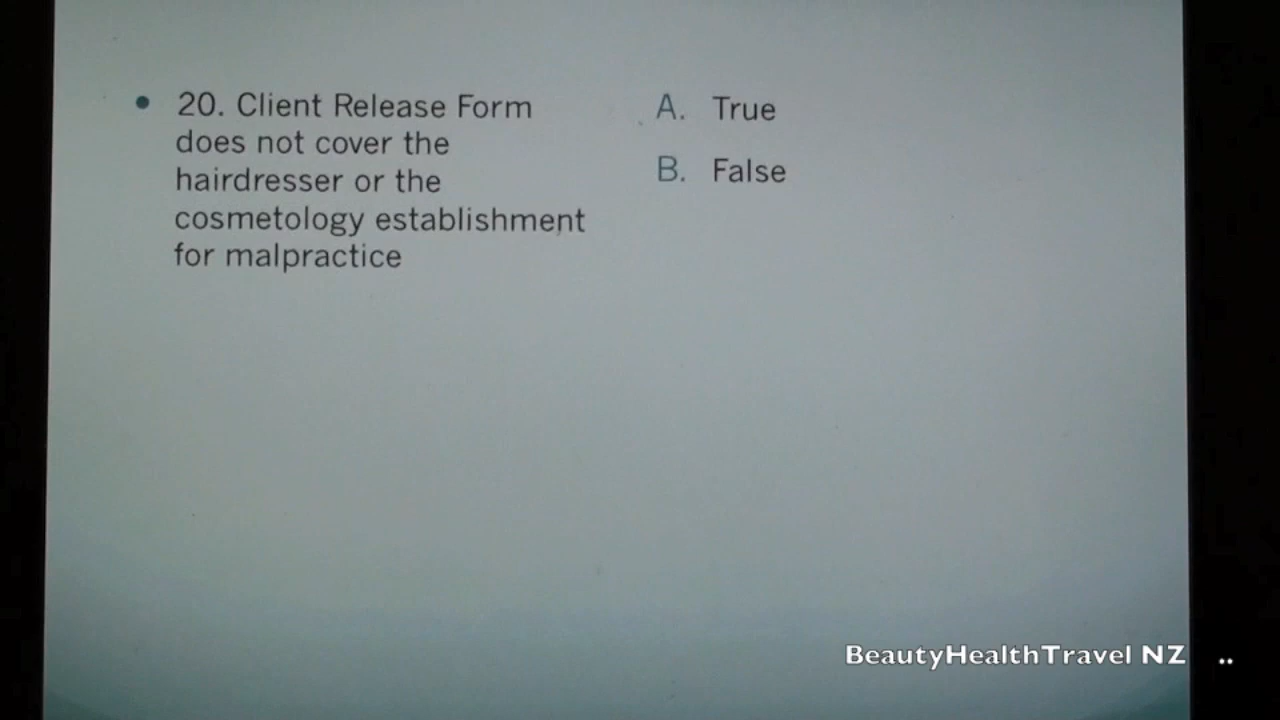 • 20. Client Release Form
does not cover the
hairdresser or the
cosmetology establishment
for malpractice
A. True
B. False
BeautyHealthTravel NZ ..